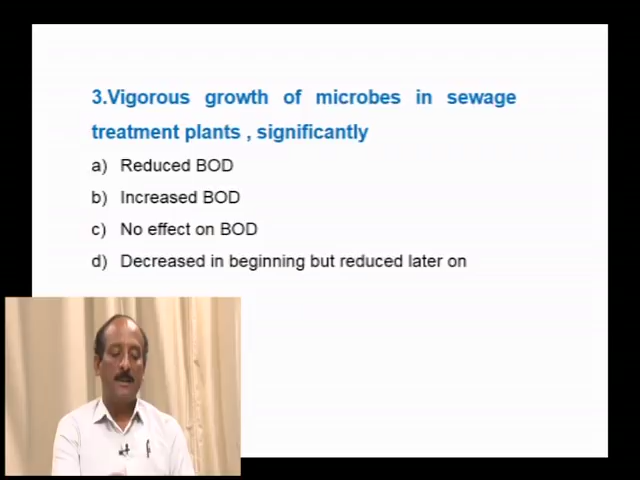 3.Vigorous growth of microbes in sewage
treatment plants , significantly
a) Reduced BOD
b) Increased BOD
c) No effect on BOD
d) Decreased in beginning but reduced later on